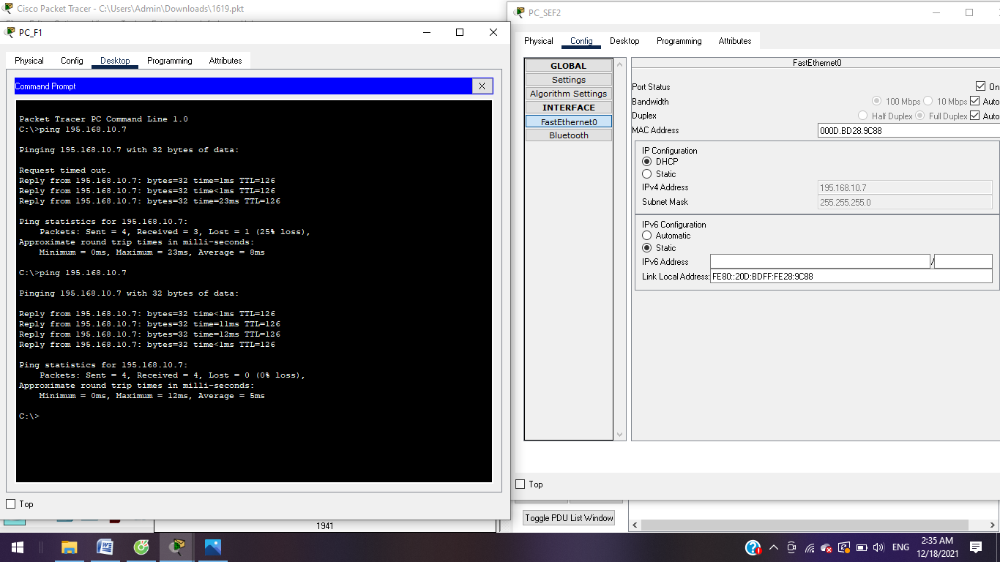 Cisco Packet Tracer - C:\Users\Admin\Downloads\1619.pkt
PC_F1
Physical Config Desktop Programming Attributes
Command Prompt X
Packet Tracer PC Command Line 1.0
C:\>ping 195.168.10.7
Pinging 195.168.10.7 with 32 bytes of data:
Request timed out.
Reply from 195.168.10.7: bytes=32 time=1ms TTL=126
Reply from 195.168.10.7: bytes=32 time<1ms TTL=126
Reply from 195.168.10.7: bytes=32 time=23ms TTL=126
Ping statistics for 195.168.10.7:
Packets: Sent = 4, Received = 3, Lost = 1 (25% loss),
Approximate round trip times in milli-seconds:
Minimum = 0ms, Maximum = 23ms, Average = 8ms
C:\>ping 195.168.10.7
Pinging 195.168.10.7 with 32 bytes of data:
Reply from 195.168.10.7: bytes=32 time<1ms TTL=126
Reply from 195.168.10.7: bytes=32 time=11ms TTL=126
Reply from 195.168.10.7: bytes=32 time=12ms TTL=126
Reply from 195.168.10.7: bytes=32 time<1ms TTL=126
Ping statistics for 195.168.10.7:
Packets: Sent = 4, Received = 4, Lost = 0 (0% loss),
Approximate round trip times in milli-seconds:
Minimum = 0ms, Maximum = 12ms, Average = 5ms
C:\>
Top
1941
PC_SEF2
Physical Config Desktop Programming Attributes
GLOBAL
Settings
Algorithm Settings
INTERFACE
FastEthernet0
Bluetooth
FastEthernet0
Port Status On
Bandwidth 100 Mbps 10 Mbps Auto
Duplex Half Duplex Full Duplex Auto
MAC Address 000D.BD28.9C88
IP Configuration
DHCP
Static
IPv4 Address 195.168.10.7
Subnet Mask 255.255.255.0
IPv6 Configuration
Automatic
Static
IPv6 Address /
Link Local Address: FE80::20D:BDFF:FE28:9C88
Top
Toggle PDU List Window
ENG
2:35 AM
12/18/2021